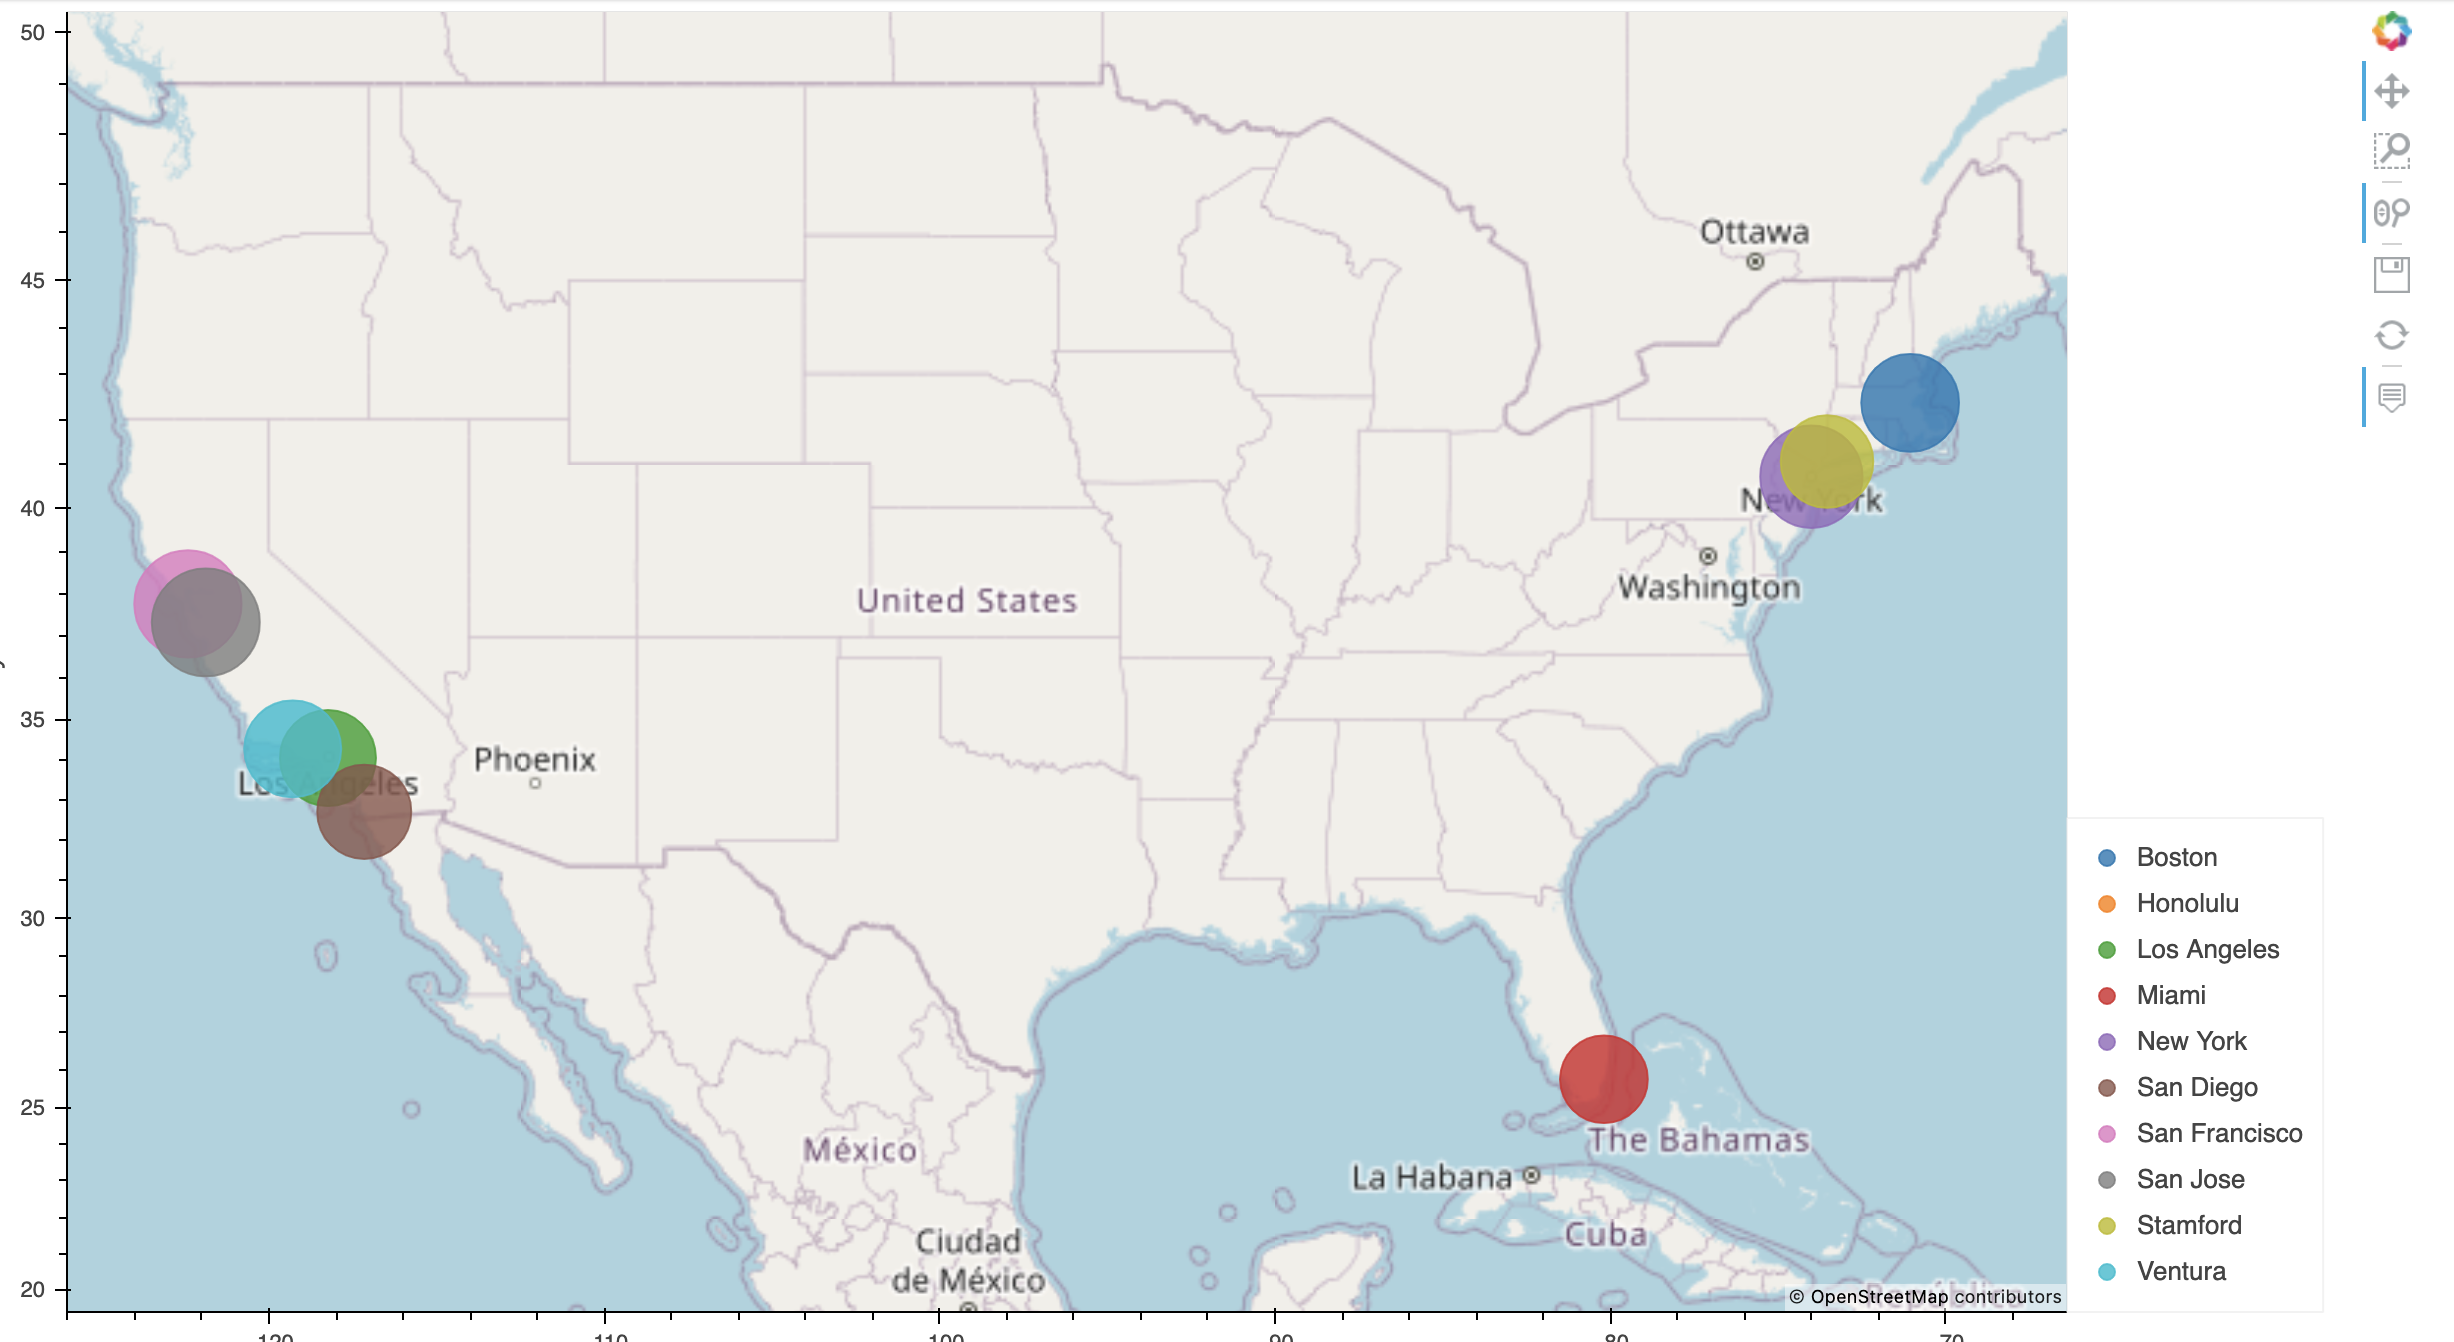 50
45
40
35
30
25
20
Ottawa
New York
Washington
United States
Phoenix
Los Angeles
México
The Bahamas
La Habana
Cuba
Ciudad
de México
República
© OpenStreetMap contributors
Boston
Honolulu
Los Angeles
Miami
New York
San Diego
San Francisco
San Jose
Stamford
Ventura
120
110
100
90
80
70